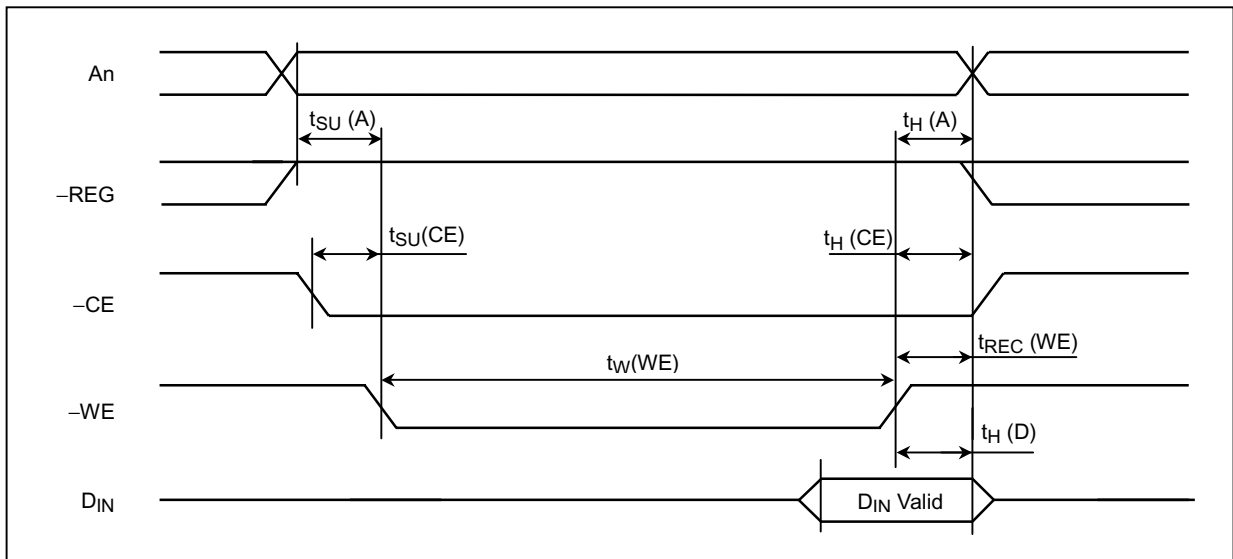 An
tSU (A)
tH (A)
–REG
tSU(CE)
tH (CE)
–CE
tREC (WE)
tW(WE)
–WE
tH (D)
DIN
DIN Valid